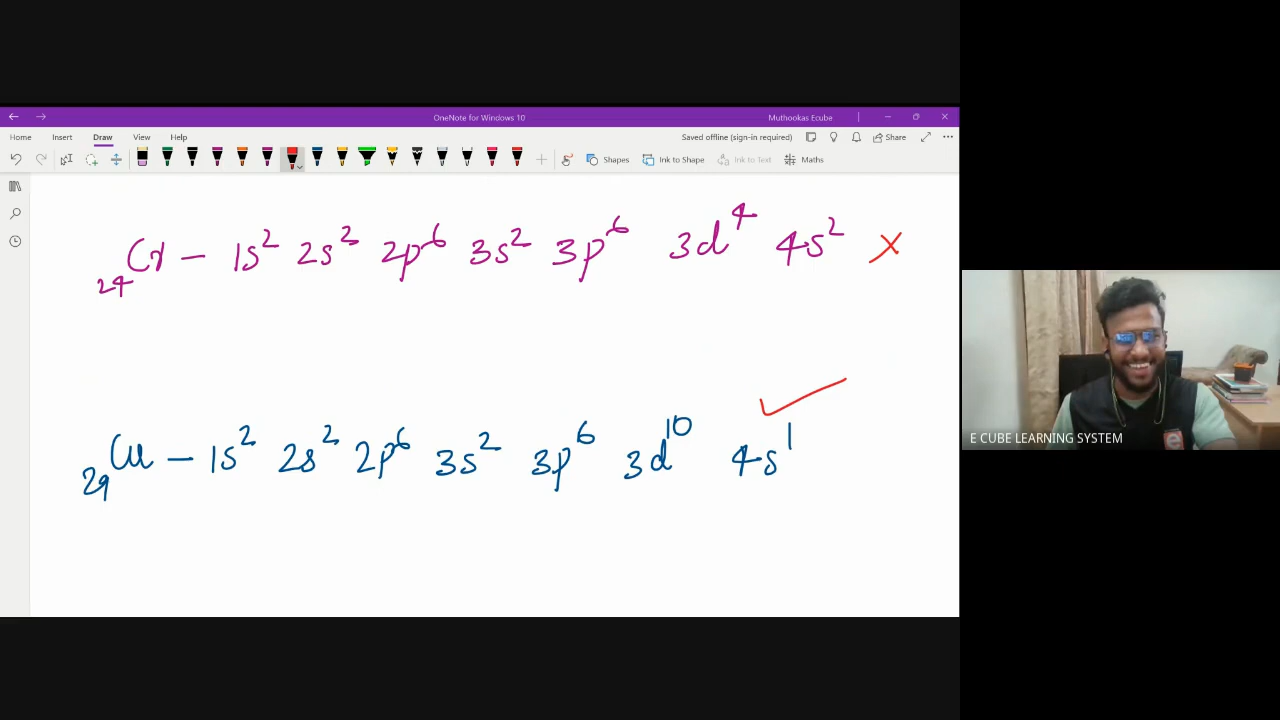 OneNote for Windows 10
Muthookas Ecube
Home Insert Draw View Help
Saved offline (sign-in required)
Share
Shapes
Ink to Shape
Ink to Text
Maths
₂₄Cr – 1s² 2s² 2p⁶ 3s² 3p⁶ 3d⁴ 4s² ×
₂₉Cu – 1s² 2s² 2p⁶ 3s² 3p⁶ 3d¹⁰ 4s¹ ✓
E CUBE LEARNING SYSTEM
e